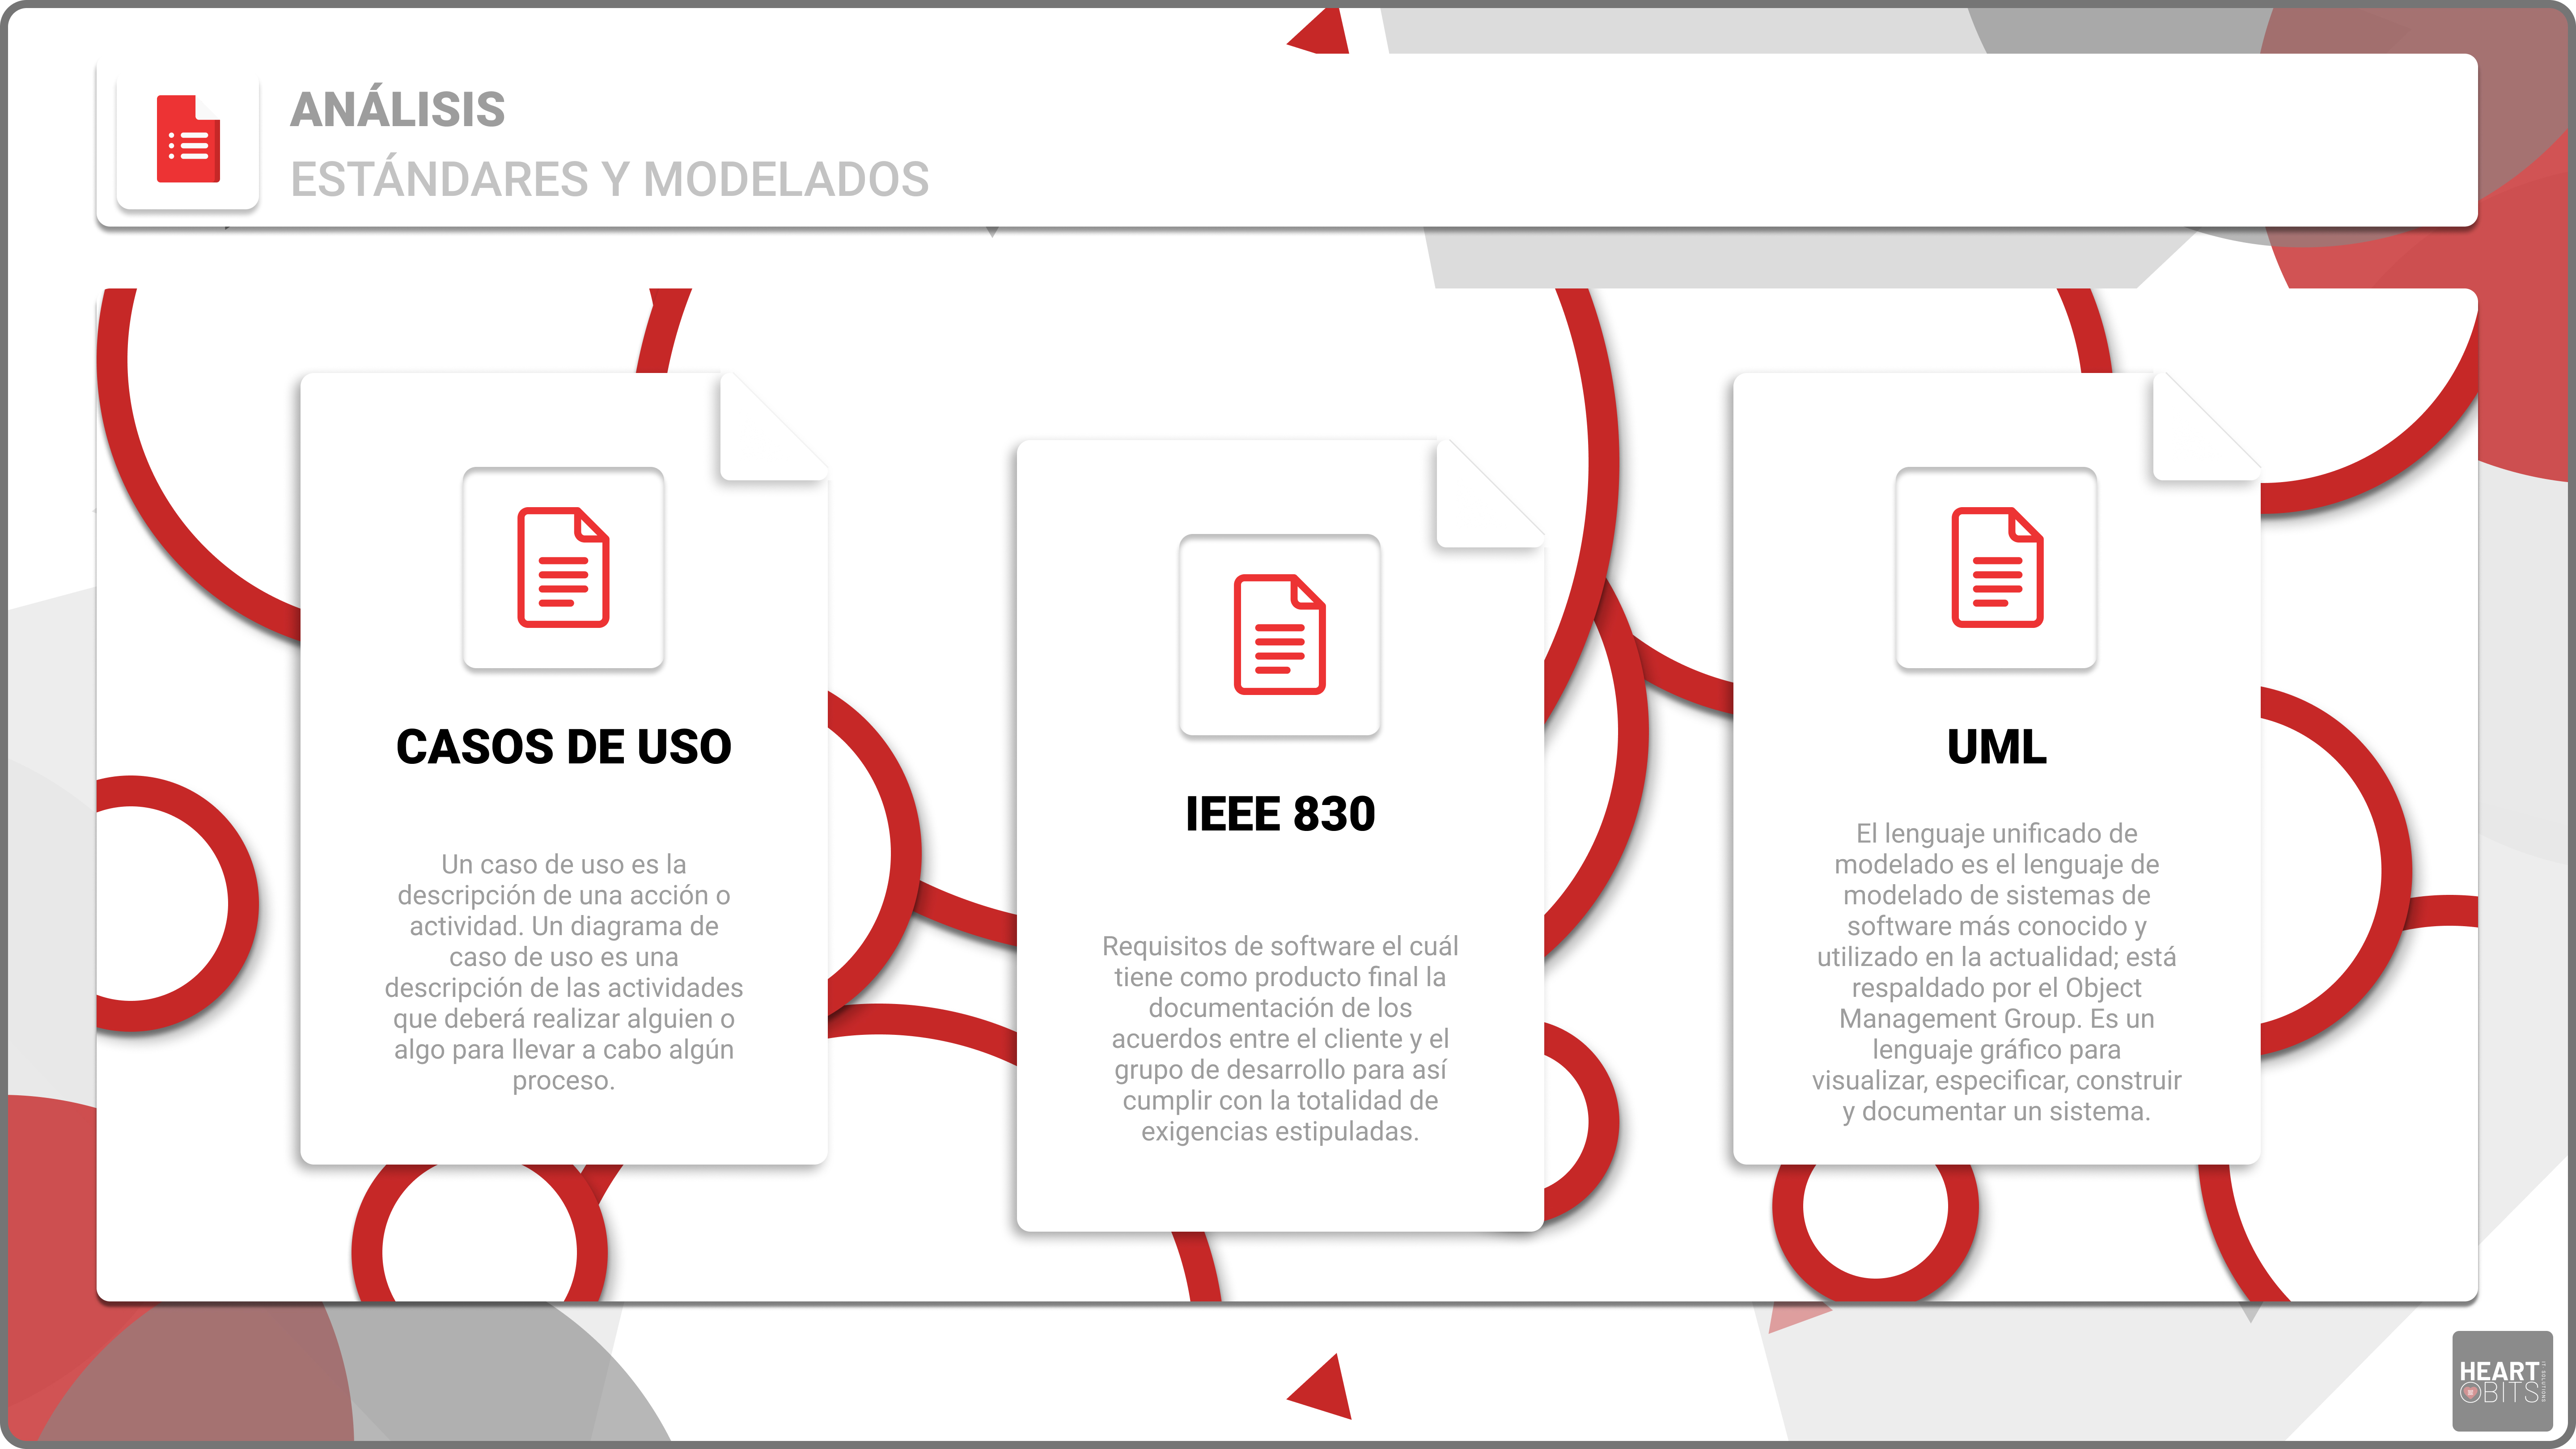 ANÁLISIS
ESTÁNDARES Y MODELADOS
CASOS DE USO
Un caso de uso es la
descripción de una acción o
actividad. Un diagrama de
caso de uso es una
descripción de las actividades
que deberá realizar alguien o
algo para llevar a cabo algún
proceso.
IEEE 830
Requisitos de software el cuál
tiene como producto final la
documentación de los
acuerdos entre el cliente y el
grupo de desarrollo para así
cumplir con la totalidad de
exigencias estipuladas.
UML
El lenguaje unificado de
modelado es el lenguaje de
modelado de sistemas de
software más conocido y
utilizado en la actualidad; está
respaldado por el Object
Management Group. Es un
lenguaje gráfico para
visualizar, especificar, construir
y documentar un sistema.
HEART
BITS
IT SOLUTIONS